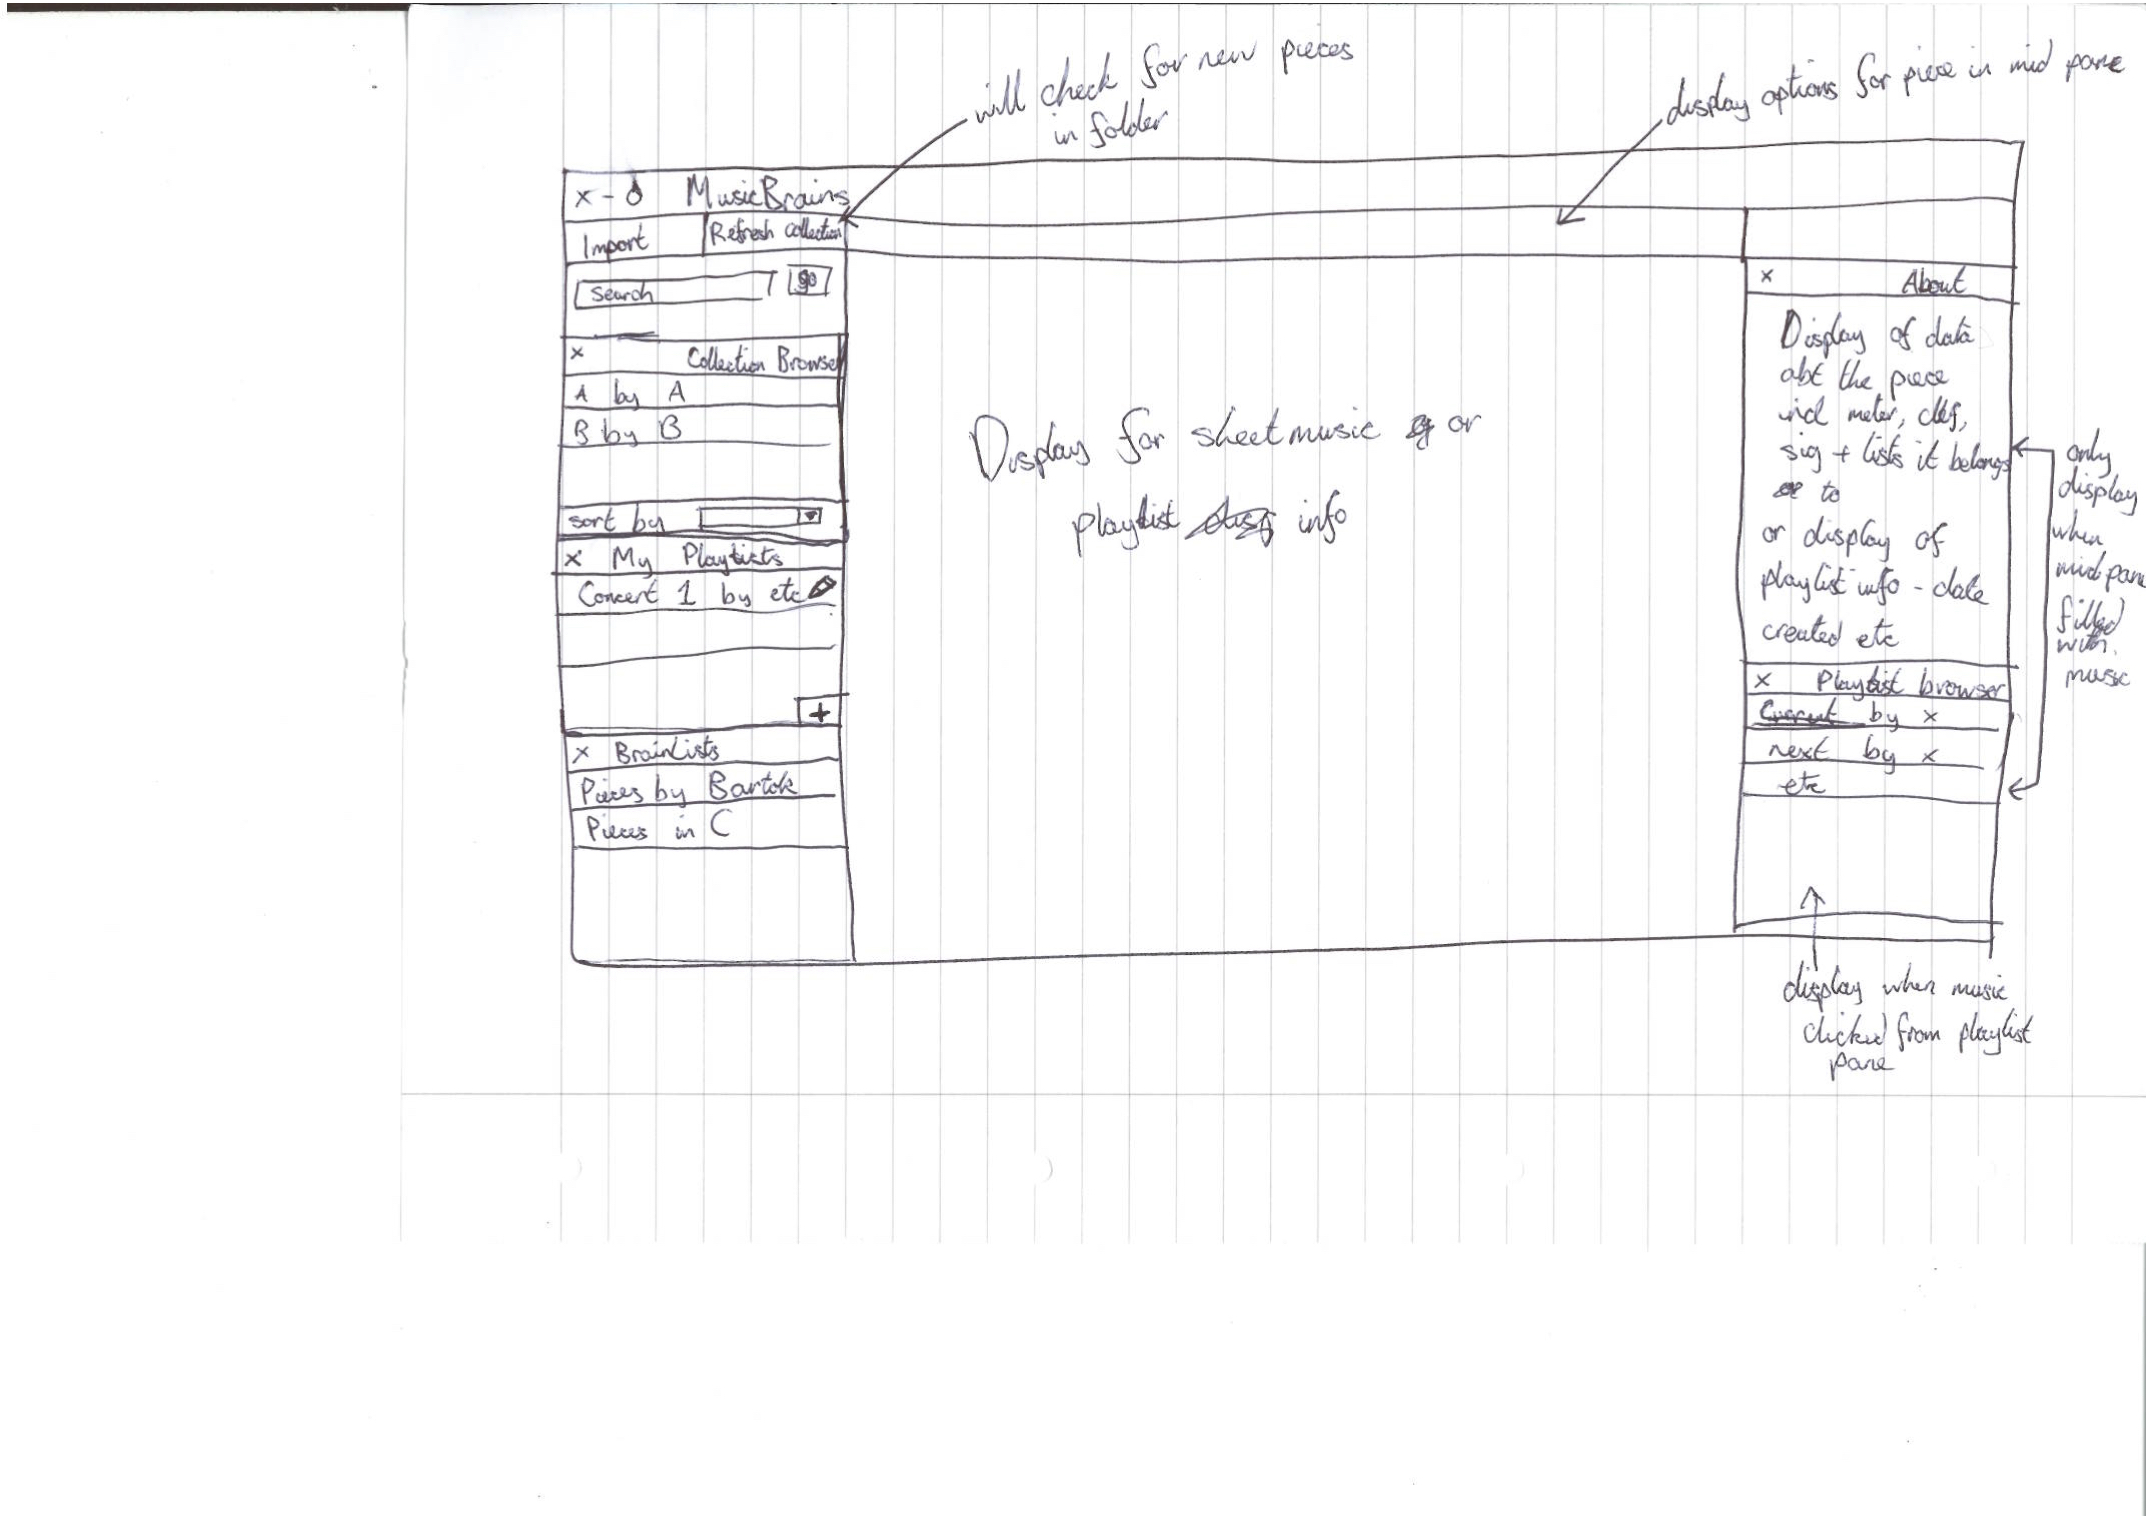 will check for new pieces
in folder
display options for piece in mid pane
x - o MusicBrains
Import
Refresh collection
search
go
x Collection Browser
A by A
B by B
sort by
x My Playlists
Concert 1 by etc
+
x BrainLists
Pieces by Bartok
Pieces in C
Display for sheetmusic or
playlist info
x About
Display of data
abt the piece
incl meter, clef,
sig + lists it belongs
to
or display of
playlist info - date
created etc
x Playlist browser
Current by x
next by x
etc
only
display
when
mid pane
filled
with
music
display when music
clicked from playlist
pane